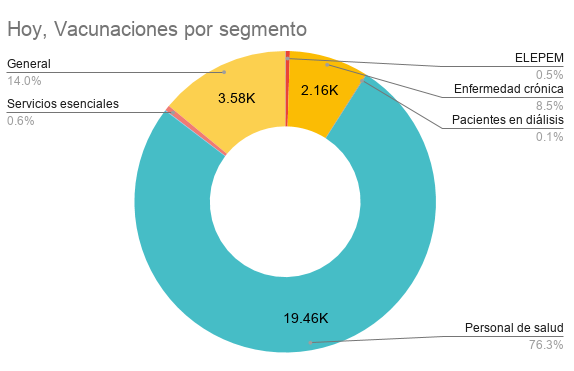 Hoy, Vacunaciones por segmento
General
14.0%
Servicios esenciales
0.6%
3.58K
2.16K
19.46K
ELEPEM
0.5%
Enfermedad crónica
8.5%
Pacientes en diálisis
0.1%
Personal de salud
76.3%